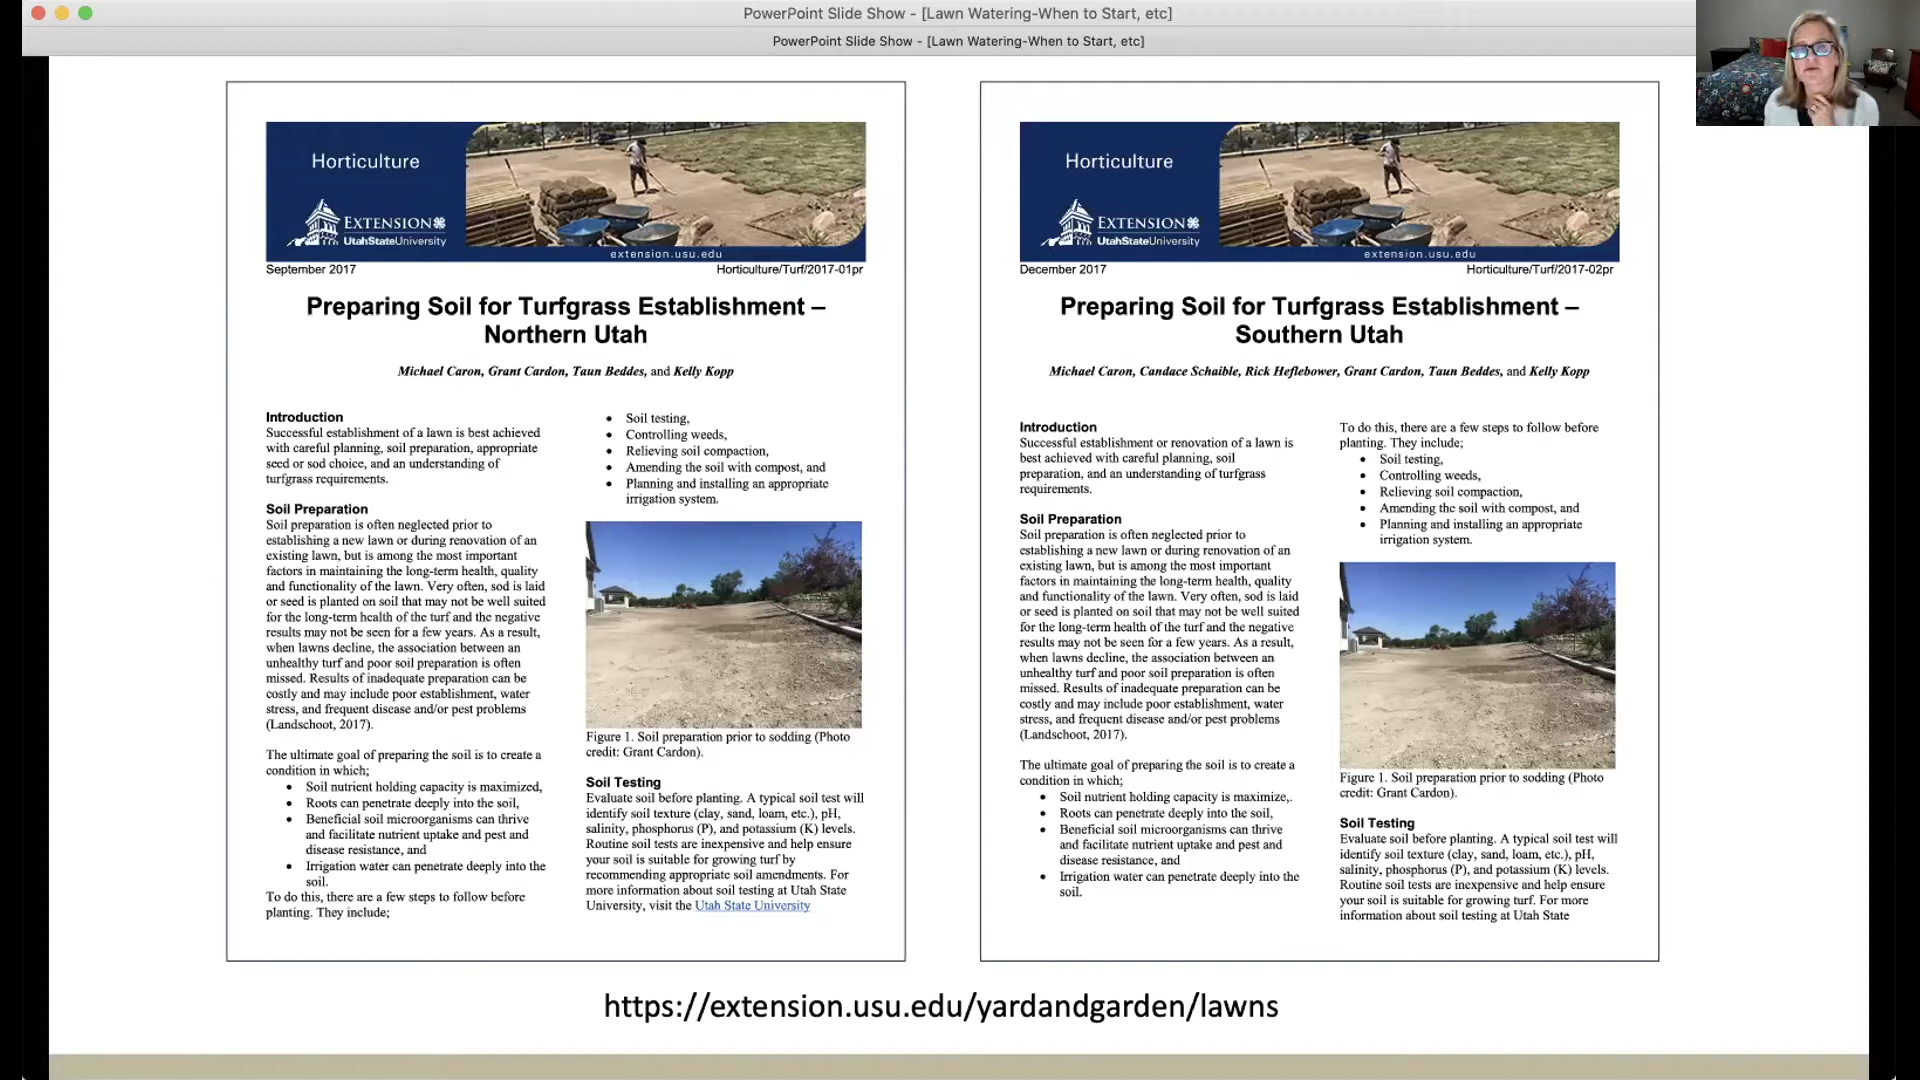 PowerPoint Slide Show - [Lawn Watering-When to Start, etc]
PowerPoint Slide Show - [Lawn Watering-When to Start, etc]
Horticulture
EXTENSION
UtahStateUniversity
extension.usu.edu
September 2017
Horticulture/Turf/2017-01pr
Preparing Soil for Turfgrass Establishment –
Northern Utah
Michael Caron, Grant Cardon, Taun Beddes, and Kelly Kopp
Introduction
Successful establishment of a lawn is best achieved
with careful planning, soil preparation, appropriate
seed or sod choice, and an understanding of
turfgrass requirements.
Soil Preparation
Soil preparation is often neglected prior to
establishing a new lawn or during renovation of an
existing lawn, but is among the most important
factors in maintaining the long-term health, quality
and functionality of the lawn. Very often, sod is laid
or seed is planted on soil that may not be well suited
for the long-term health of the turf and the negative
results may not be seen for a few years. As a result,
when lawns decline, the association between an
unhealthy turf and poor soil preparation is often
missed. Results of inadequate preparation can be
costly and may include poor establishment, water
stress, and frequent disease and/or pest problems
(Landschoot, 2017).
The ultimate goal of preparing the soil is to create a
condition in which;
• Soil nutrient holding capacity is maximized,
• Roots can penetrate deeply into the soil,
• Beneficial soil microorganisms can thrive
and facilitate nutrient uptake and pest and
disease resistance, and
• Irrigation water can penetrate deeply into the
soil.
To do this, there are a few steps to follow before
planting. They include;
• Soil testing,
• Controlling weeds,
• Relieving soil compaction,
• Amending the soil with compost, and
• Planning and installing an appropriate
irrigation system.
Figure 1. Soil preparation prior to sodding (Photo
credit: Grant Cardon).
Soil Testing
Evaluate soil before planting. A typical soil test will
identify soil texture (clay, sand, loam, etc.), pH,
salinity, phosphorus (P), and potassium (K) levels.
Routine soil tests are inexpensive and help ensure
your soil is suitable for growing turf by
recommending appropriate soil amendments. For
more information about soil testing at Utah State
University, visit the Utah State University
Horticulture
EXTENSION
UtahStateUniversity
extension.usu.edu
December 2017
Horticulture/Turf/2017-02pr
Preparing Soil for Turfgrass Establishment –
Southern Utah
Michael Caron, Candace Schaible, Rick Heflebower, Grant Cardon, Taun Beddes, and Kelly Kopp
Introduction
Successful establishment or renovation of a lawn is
best achieved with careful planning, soil
preparation, and an understanding of turfgrass
requirements.
Soil Preparation
Soil preparation is often neglected prior to
establishing a new lawn or during renovation of an
existing lawn, but is among the most important
factors in maintaining the long-term health, quality
and functionality of the lawn. Very often, sod is laid
or seed is planted on soil that may not be well suited
for the long-term health of the turf and the negative
results may not be seen for a few years. As a result,
when lawns decline, the association between an
unhealthy turf and poor soil preparation is often
missed. Results of inadequate preparation can be
costly and may include poor establishment, water
stress, and frequent disease and/or pest problems
(Landschoot, 2017).
The ultimate goal of preparing the soil is to create a
condition in which;
• Soil nutrient holding capacity is maximize,.
• Roots can penetrate deeply into the soil,
• Beneficial soil microorganisms can thrive
and facilitate nutrient uptake and pest and
disease resistance, and
• Irrigation water can penetrate deeply into the
soil.
To do this, there are a few steps to follow before
planting. They include;
• Soil testing,
• Controlling weeds,
• Relieving soil compaction,
• Amending the soil with compost, and
• Planning and installing an appropriate
irrigation system.
Figure 1. Soil preparation prior to sodding (Photo
credit: Grant Cardon).
Soil Testing
Evaluate soil before planting. A typical soil test will
identify soil texture (clay, sand, loam, etc.), pH,
salinity, phosphorus (P), and potassium (K) levels.
Routine soil tests are inexpensive and help ensure
your soil is suitable for growing turf. For more
information about soil testing at Utah State
https://extension.usu.edu/yardandgarden/lawns